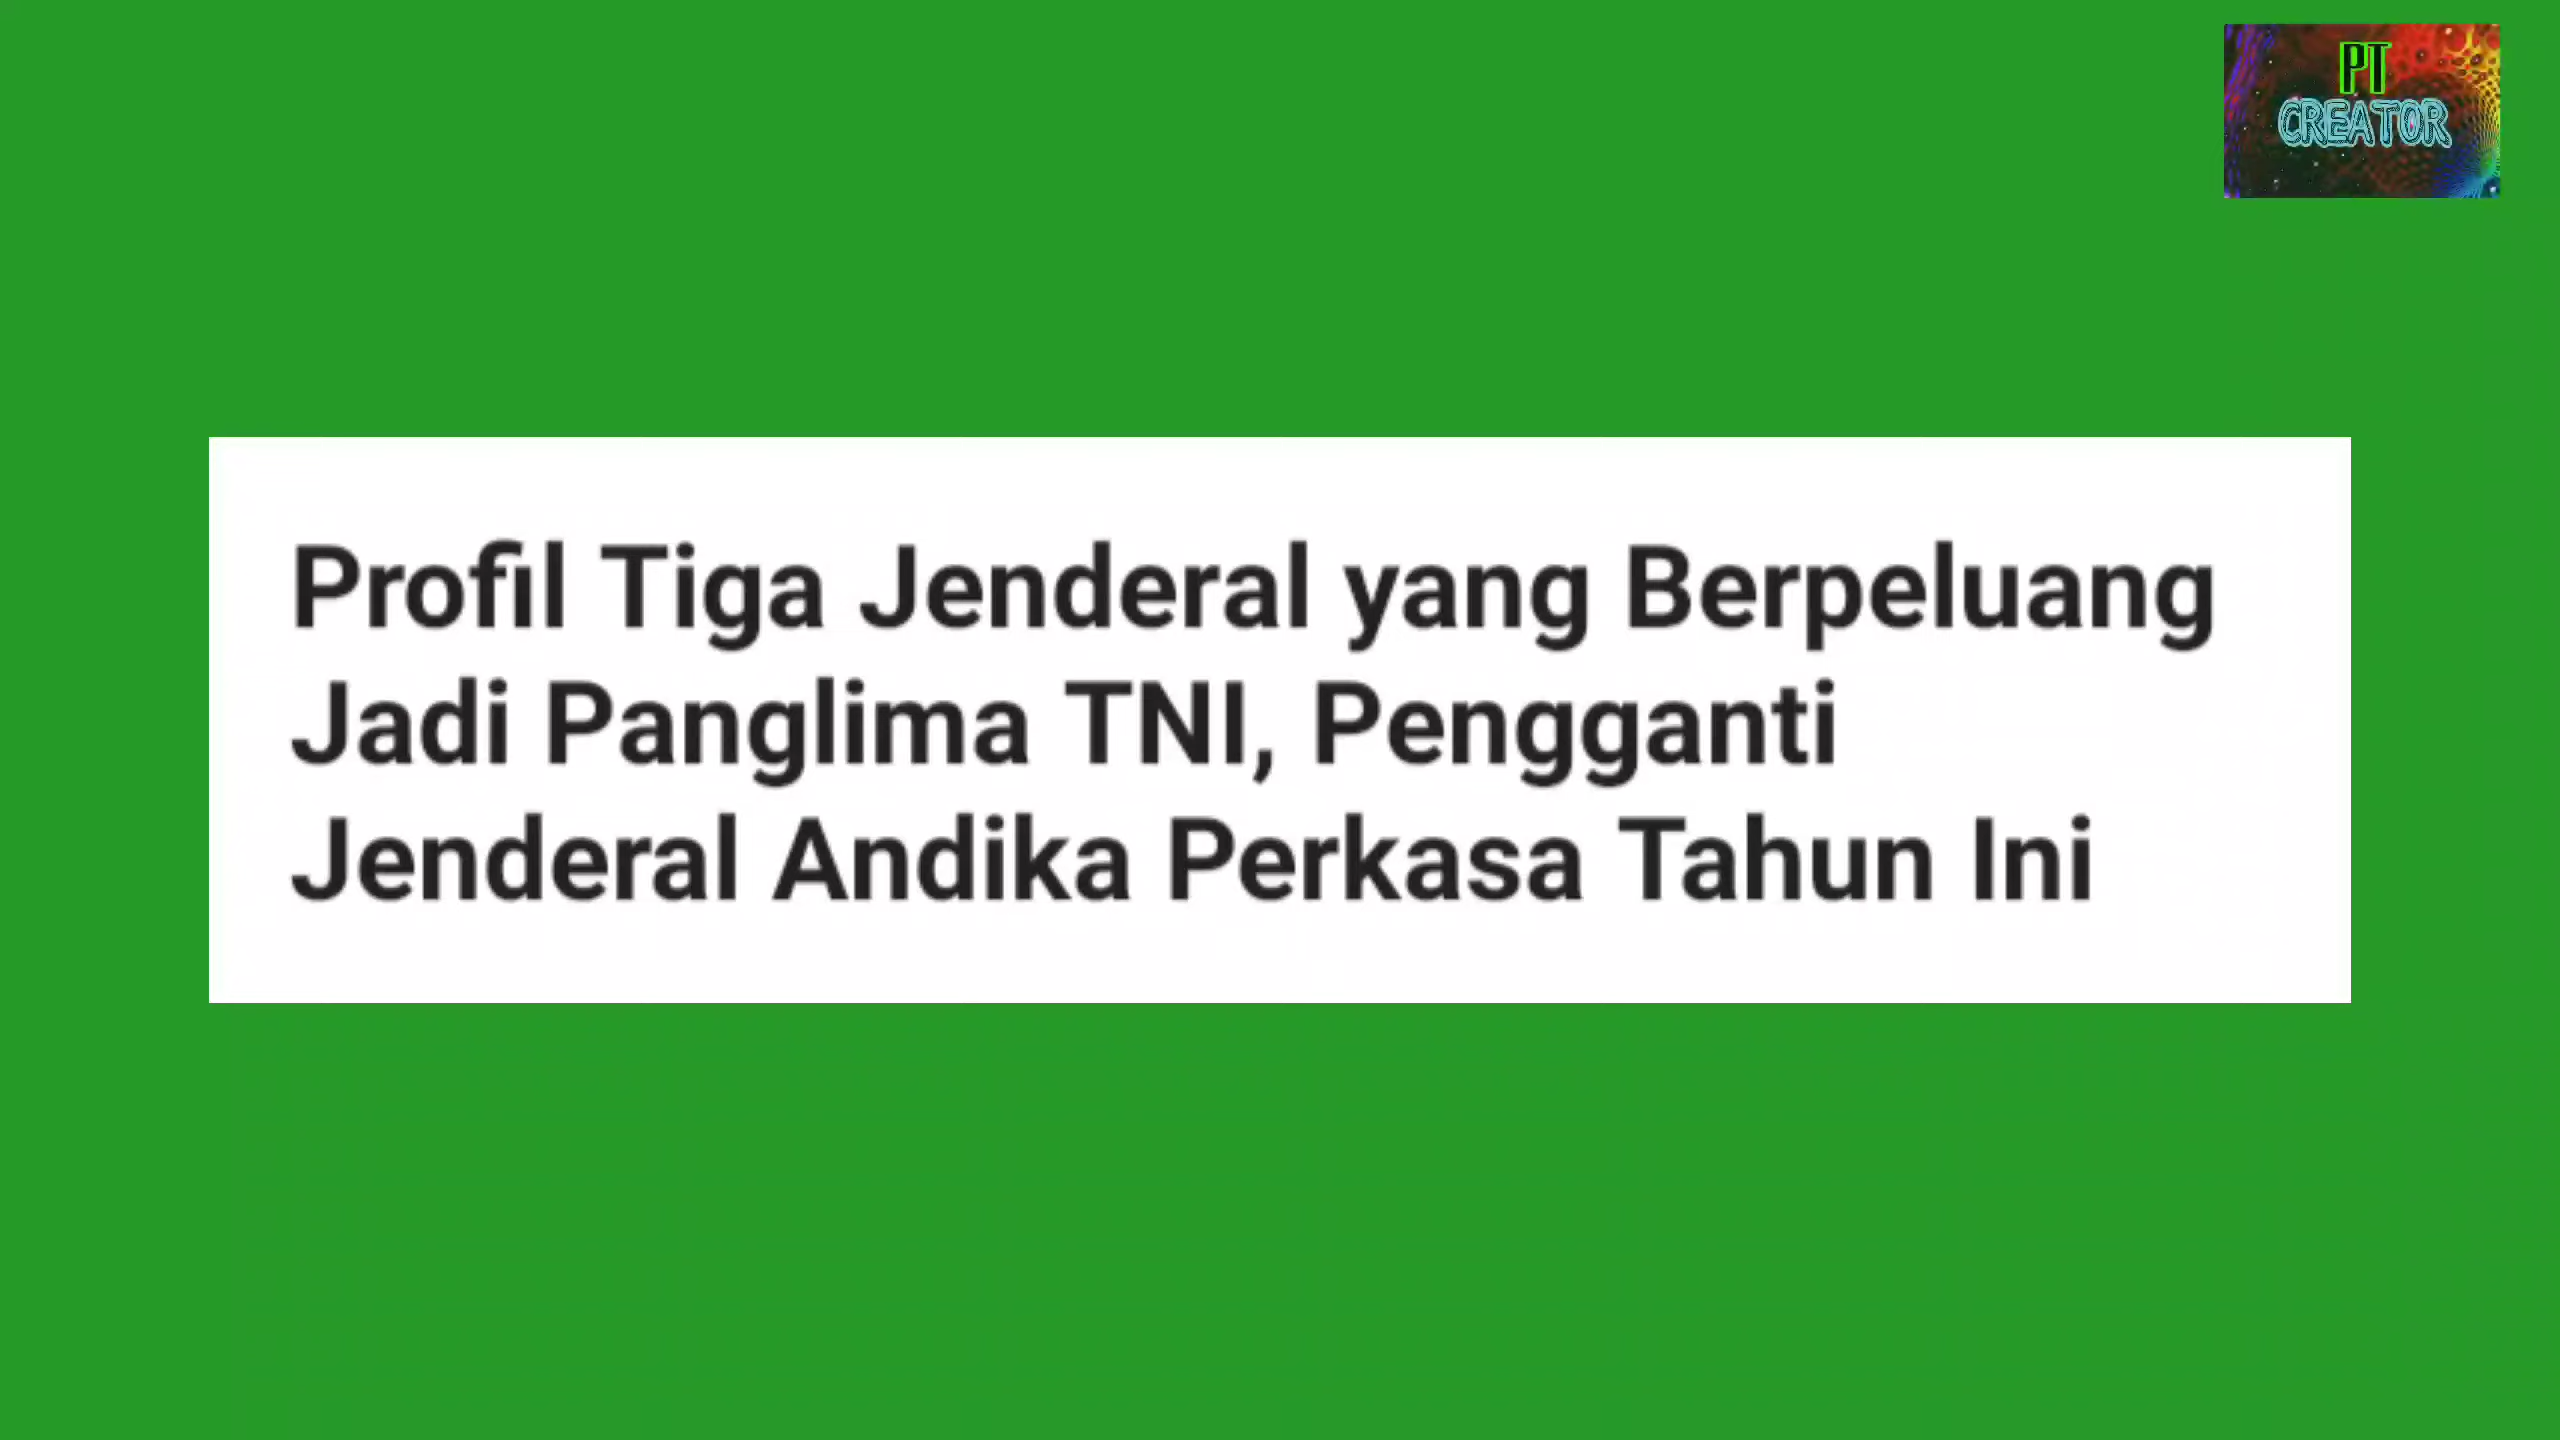 PT
CREATOR
Profil Tiga Jenderal yang Berpeluang
Jadi Panglima TNI, Pengganti
Jenderal Andika Perkasa Tahun Ini